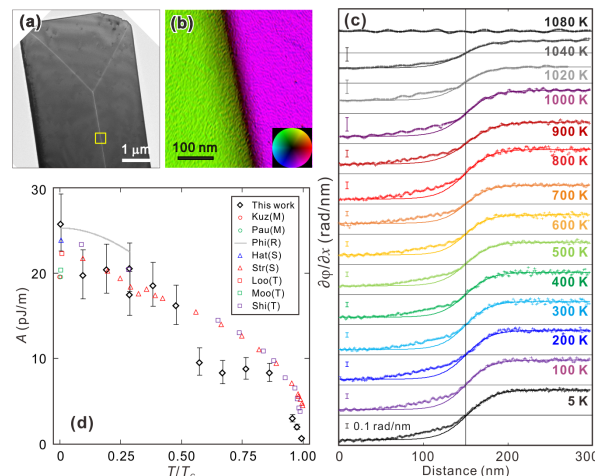 (a)
1 μm
(b)
100 nm
(c)
1080 K
1040 K
1020 K
1000 K
900 K
800 K
700 K
600 K
500 K
400 K
300 K
200 K
100 K
5 K
0.1 rad/nm
∂φ/∂x (rad/nm)
0 100 200 300
Distance (nm)
30
20
10
0
A (pJ/m)
This work
Kuz(M)
Pau(M)
Phi(R)
Hat(S)
Str(S)
Loo(T)
Moo(T)
Shi(T)
(d)
0 0.25 0.50 0.75 1.00
T/T